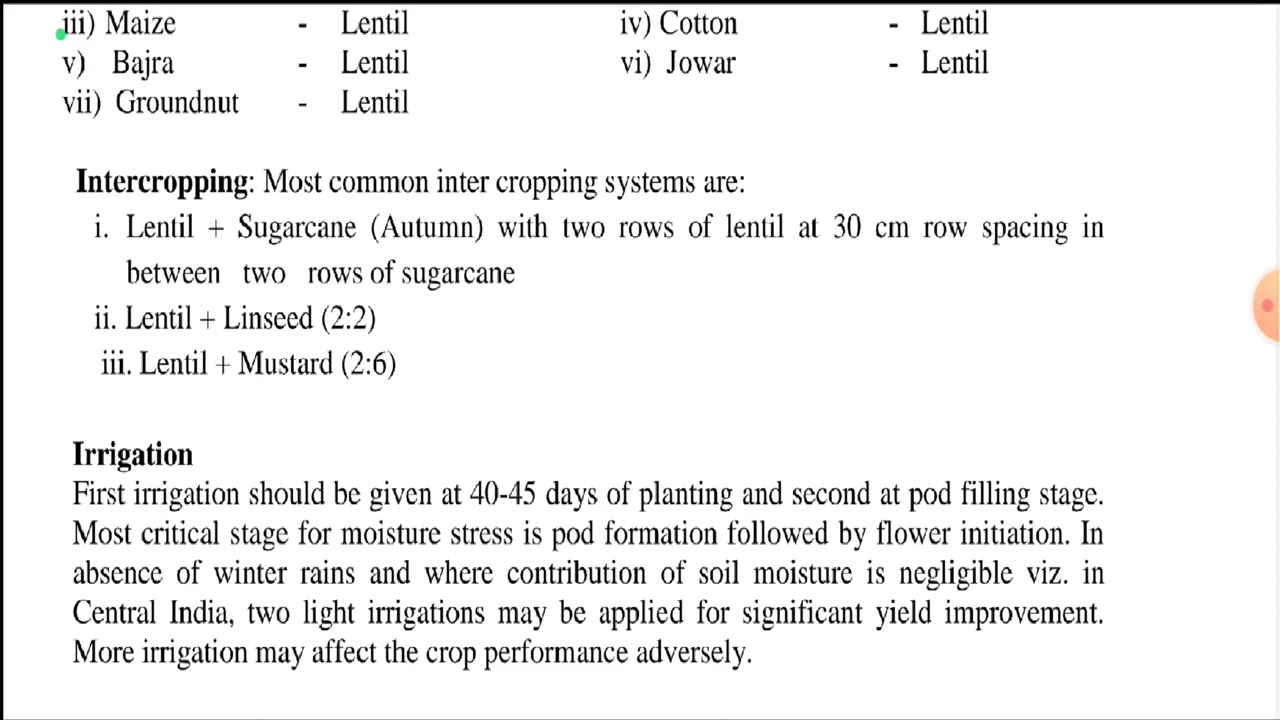 iii) Maize - Lentil iv) Cotton - Lentil
v) Bajra - Lentil vi) Jowar - Lentil
vii) Groundnut - Lentil
Intercropping: Most common inter cropping systems are:
i. Lentil + Sugarcane (Autumn) with two rows of lentil at 30 cm row spacing in
between two rows of sugarcane
ii. Lentil + Linseed (2:2)
iii. Lentil + Mustard (2:6)
Irrigation
First irrigation should be given at 40-45 days of planting and second at pod filling stage.
Most critical stage for moisture stress is pod formation followed by flower initiation. In
absence of winter rains and where contribution of soil moisture is negligible viz. in
Central India, two light irrigations may be applied for significant yield improvement.
More irrigation may affect the crop performance adversely.